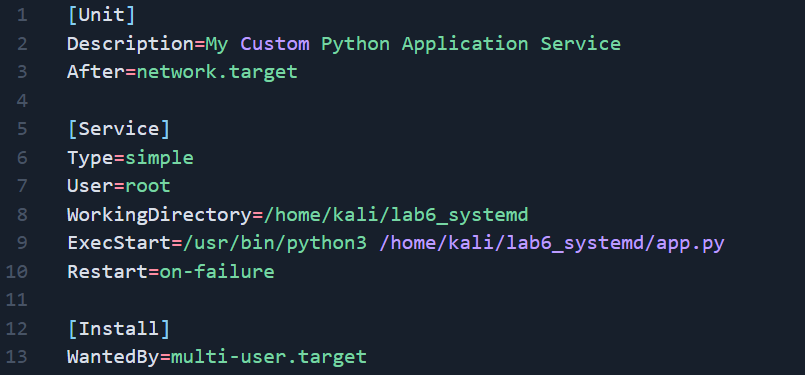 1 [Unit]
2 Description=My Custom Python Application Service
3 After=network.target
4
5 [Service]
6 Type=simple
7 User=root
8 WorkingDirectory=/home/kali/lab6_systemd
9 ExecStart=/usr/bin/python3 /home/kali/lab6_systemd/app.py
10 Restart=on-failure
11
12 [Install]
13 WantedBy=multi-user.target